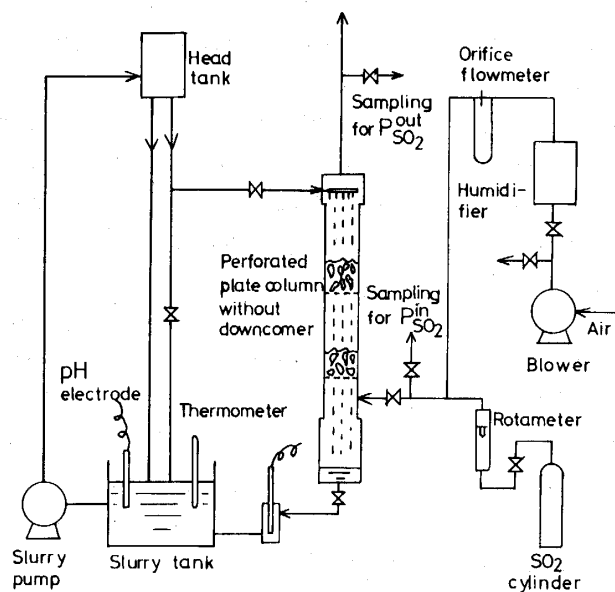 Head
tank
Orifice
flowmeter
Sampling
for P^out_SO2
Humidi-
fier
Perforated
plate column
without
downcomer
Sampling
for P^in_SO2
Air
Blower
pH
electrode
Thermometer
Rotameter
Slurry
pump
Slurry tank
SO2
cylinder